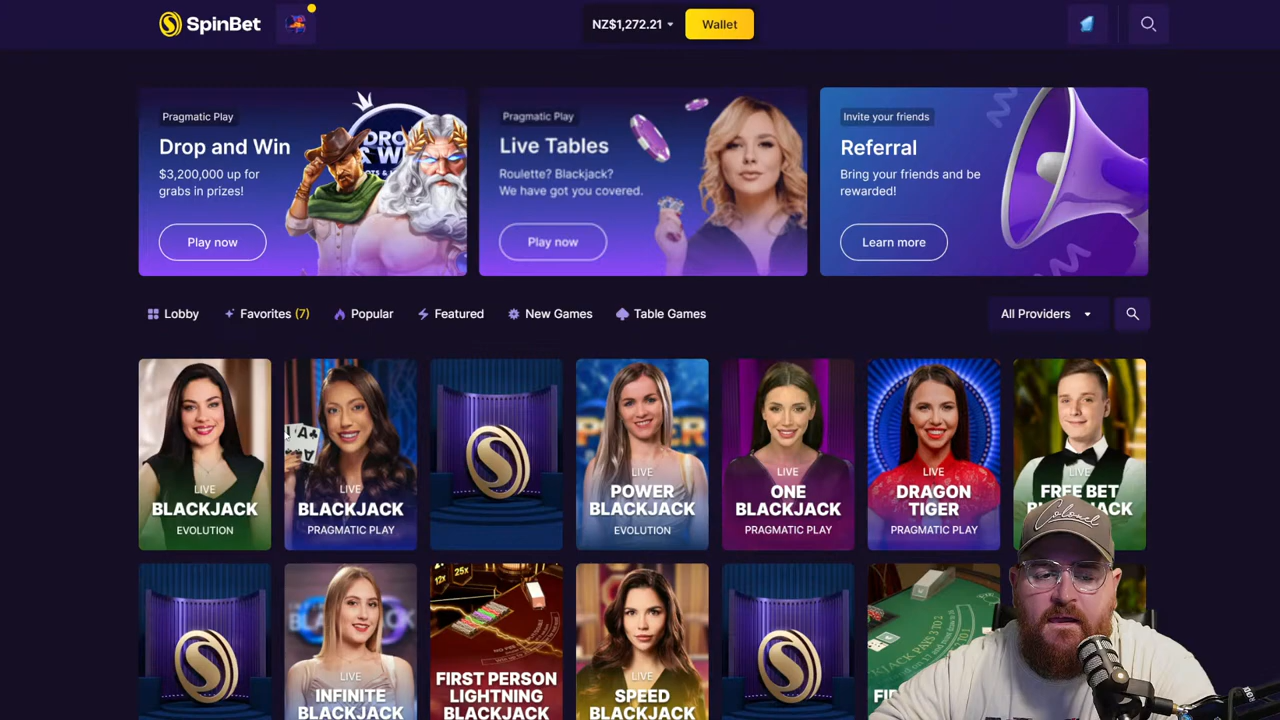 SpinBet
NZ$1,272.21
Wallet
Pragmatic Play
Drop and Win
$3,200,000 up for
grabs in prizes!
Play now
Pragmatic Play
Live Tables
Roulette? Blackjack?
We have got you covered.
Play now
Invite your friends
Referral
Bring your friends and be
rewarded!
Learn more
Lobby
Favorites (7)
Popular
Featured
New Games
Table Games
All Providers
LIVE
BLACKJACK
EVOLUTION
LIVE
BLACKJACK
PRAGMATIC PLAY
LIVE
POWER
BLACKJACK
EVOLUTION
LIVE
ONE
BLACKJACK
PRAGMATIC PLAY
LIVE
DRAGON
TIGER
PRAGMATIC PLAY
LIVE
FREE BET
Colonel
LIVE
INFINITE
BLACKJACK
12x
25x
FIRST PERSON
LIGHTNING
BLACKJACK
LIVE
SPEED
BLACKJACK